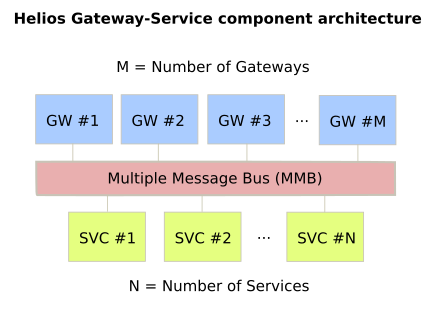 Helios Gateway-Service component architecture
M = Number of Gateways
GW #1 GW #2 GW #3 ... GW #M
Multiple Message Bus (MMB)
SVC #1 SVC #2 ... SVC #N
N = Number of Services